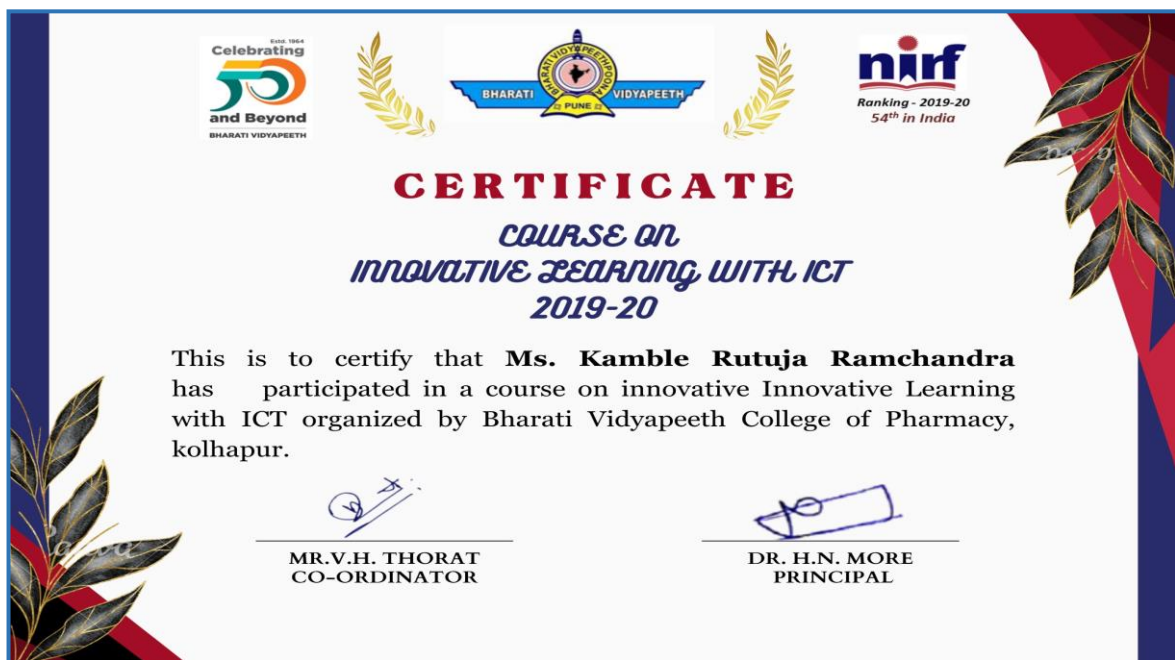 Estd. 1964
Celebrating
50
and Beyond
BHARATI VIDYAPEETH
BHARATI VIDYAPEETH POONA
BHARATI VIDYAPEETH
PUNE
nirf
Ranking - 2019-20
54th in India
CERTIFICATE
COURSE ON
INNOVATIVE LEARNING WITH ICT
2019-20
This is to certify that Ms. Kamble Rutuja Ramchandra
has participated in a course on innovative Innovative Learning
with ICT organized by Bharati Vidyapeeth College of Pharmacy,
kolhapur.
MR.V.H. THORAT
CO-ORDINATOR
DR. H.N. MORE
PRINCIPAL